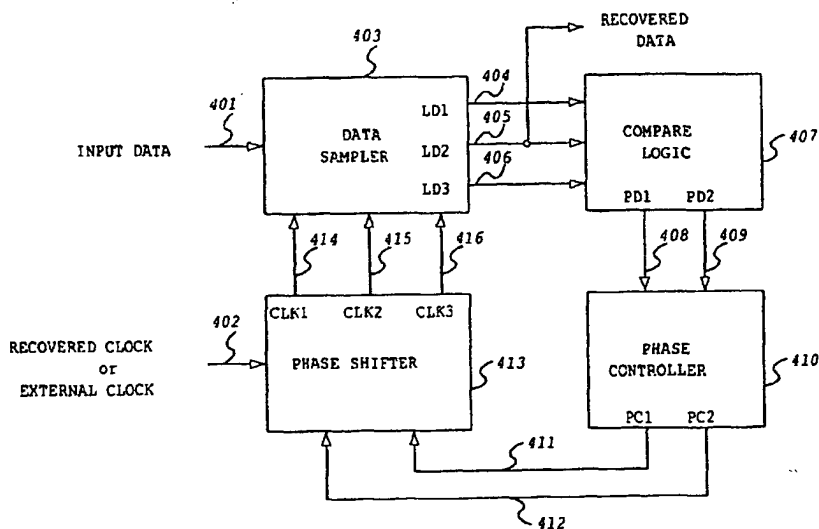 RECOVERED
DATA
403
404
401
LD1
405
DATA
SAMPLER
LD2
406
LD3
COMPARE
LOGIC
407
INPUT DATA
PD1 PD2
414
415
416
408
409
402
CLK1 CLK2 CLK3
RECOVERED CLOCK
or
EXTERNAL CLOCK
PHASE SHIFTER
413
PHASE
CONTROLLER
410
PC1 PC2
411
412